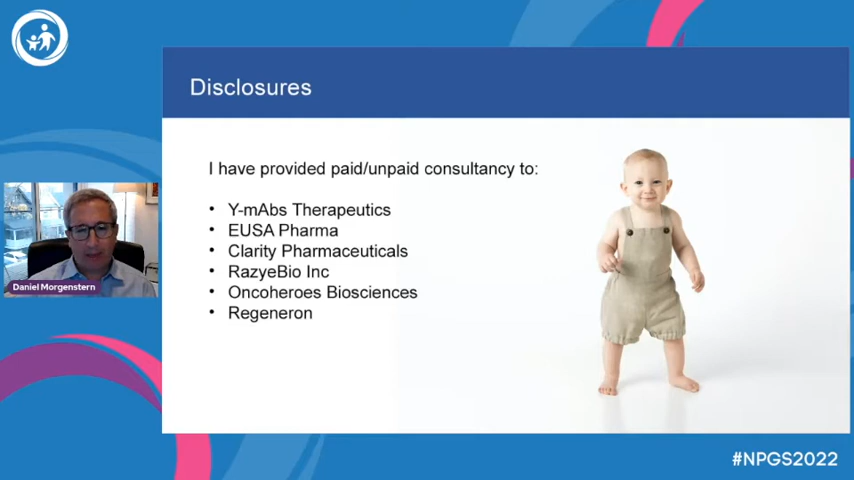 Disclosures
I have provided paid/unpaid consultancy to:
• Y-mAbs Therapeutics
• EUSA Pharma
• Clarity Pharmaceuticals
• RazyeBio Inc
• Oncoheroes Biosciences
• Regeneron
Daniel Morgenstern
#NPGS2022